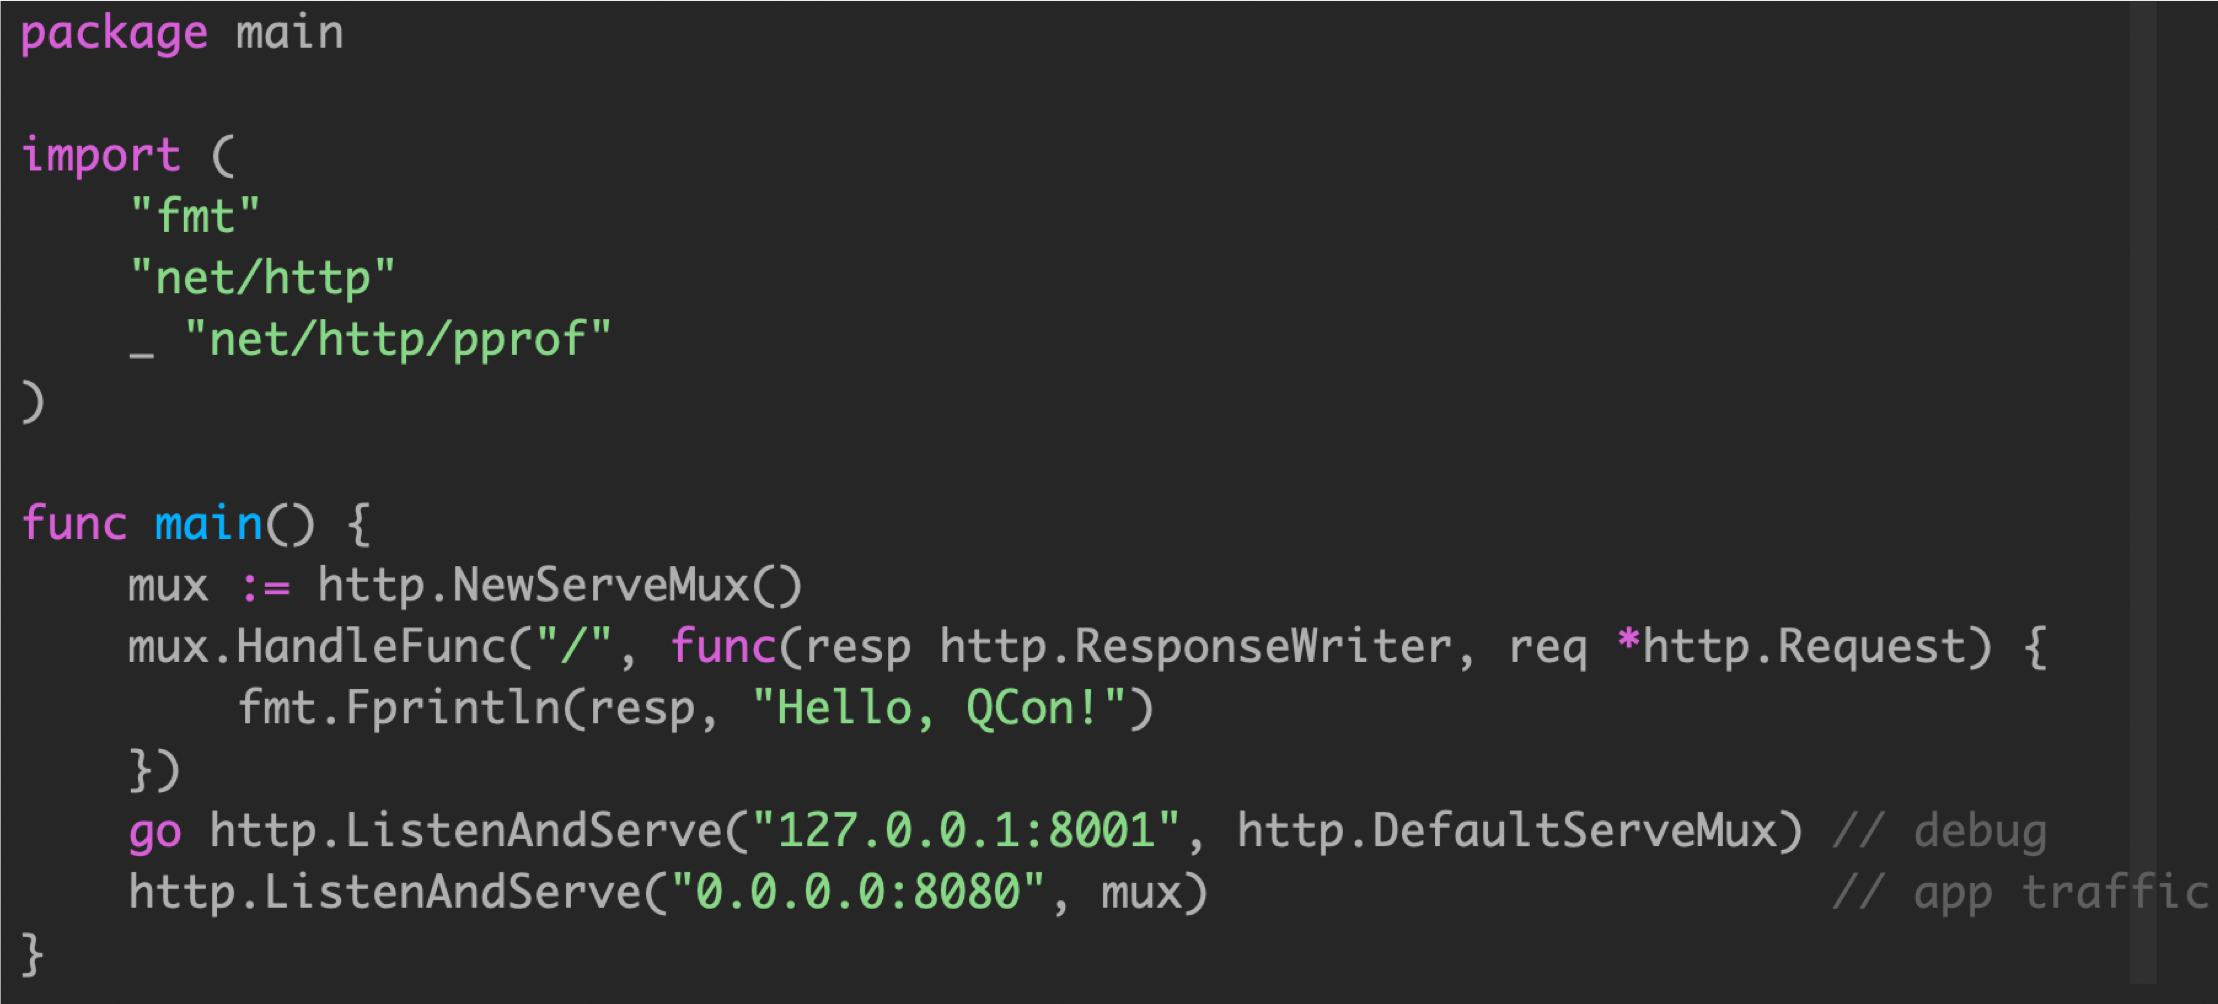 package main
import (
    "fmt"
    "net/http"
    _ "net/http/pprof"
)
func main() {
    mux := http.NewServeMux()
    mux.HandleFunc("/", func(resp http.ResponseWriter, req *http.Request) {
        fmt.Fprintln(resp, "Hello, QCon!")
    })
    go http.ListenAndServe("127.0.0.1:8001", http.DefaultServeMux) // debug
    http.ListenAndServe("0.0.0.0:8080", mux)                       // app traffic
}